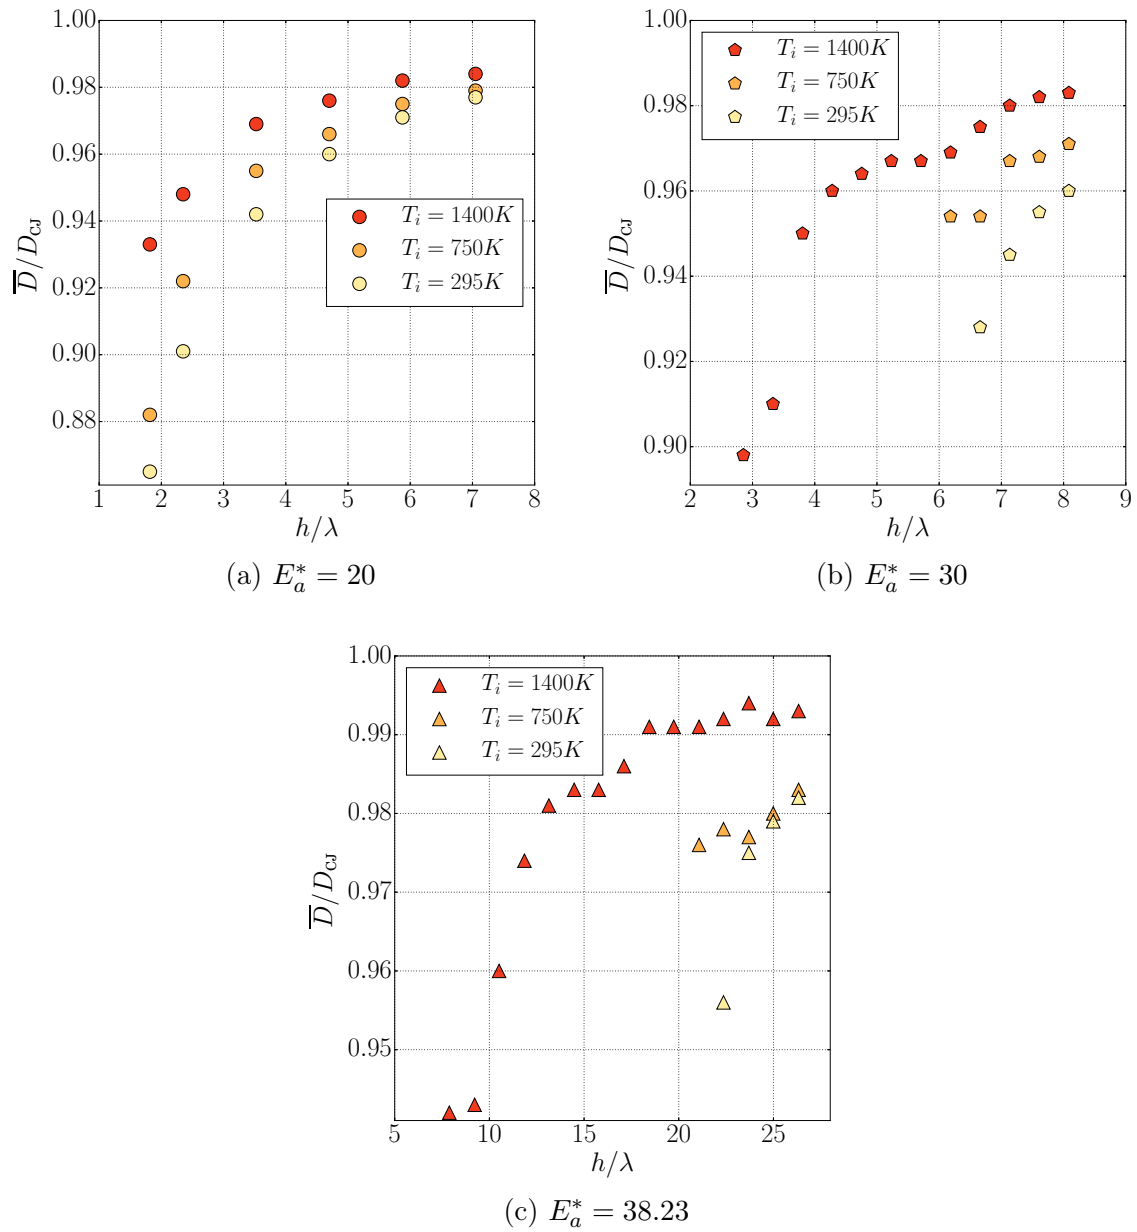 1.00
0.98
0.96
0.94
0.92
0.90
0.88
D̅/D_CJ
T_i = 1400K
T_i = 750K
T_i = 295K
1 2 3 4 5 6 7 8
h/λ
(a) E_a^* = 20
1.00
0.98
0.96
0.94
0.92
0.90
D̅/D_CJ
T_i = 1400K
T_i = 750K
T_i = 295K
2 3 4 5 6 7 8 9
h/λ
(b) E_a^* = 30
1.00
0.99
0.98
0.97
0.96
0.95
D̅/D_CJ
T_i = 1400K
T_i = 750K
T_i = 295K
5 10 15 20 25
h/λ
(c) E_a^* = 38.23